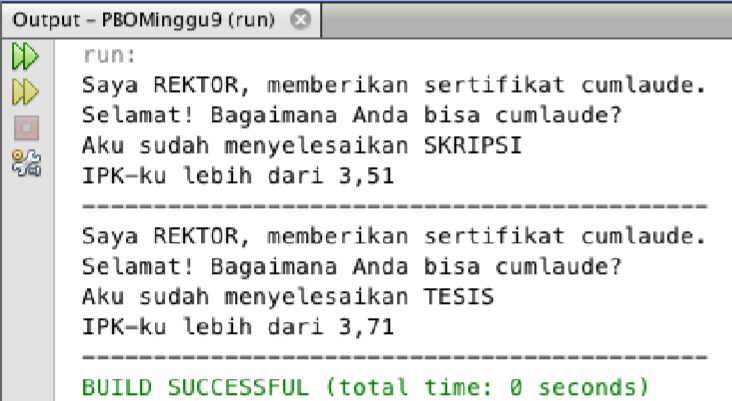 Output – PBOMinggu9 (run)
run:
Saya REKTOR, memberikan sertifikat cumlaude.
Selamat! Bagaimana Anda bisa cumlaude?
Aku sudah menyelesaikan SKRIPSI
IPK-ku lebih dari 3,51
--------------------------------------------
Saya REKTOR, memberikan sertifikat cumlaude.
Selamat! Bagaimana Anda bisa cumlaude?
Aku sudah menyelesaikan TESIS
IPK-ku lebih dari 3,71
--------------------------------------------
BUILD SUCCESSFUL (total time: 0 seconds)